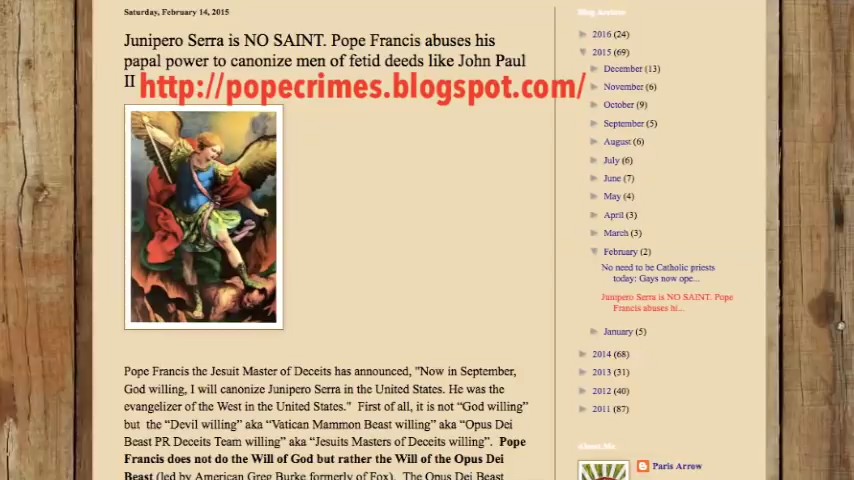 Saturday, February 14, 2015
Junipero Serra is NO SAINT. Pope Francis abuses his
papal power to canonize men of fetid deeds like John Paul
II
http://popecrimes.blogspot.com/
Pope Francis the Jesuit Master of Deceits has announced, "Now in September,
God willing, I will canonize Junipero Serra in the United States. He was the
evangelizer of the West in the United States."  First of all, it is not “God willing”
but  the “Devil willing” aka “Vatican Mammon Beast willing” aka “Opus Dei
Beast PR Deceits Team willing” aka “Jesuits Masters of Deceits willing”.  Pope
Francis does not do the Will of God but rather the Will of the Opus Dei
Beast (led by American Greg Burke formerly of Fox).  The Opus Dei Beast
Blog Archive
► 2016 (24)
▼ 2015 (69)
► December (13)
► November (6)
► October (9)
► September (5)
► August (6)
► July (6)
► June (7)
► May (4)
► April (3)
► March (3)
▼ February (2)
No need to be Catholic priests
today: Gays now ope...
Junipero Serra is NO SAINT. Pope
Francis abuses hi...
► January (5)
► 2014 (68)
► 2013 (31)
► 2012 (40)
► 2011 (87)
About Me
Paris Arrow